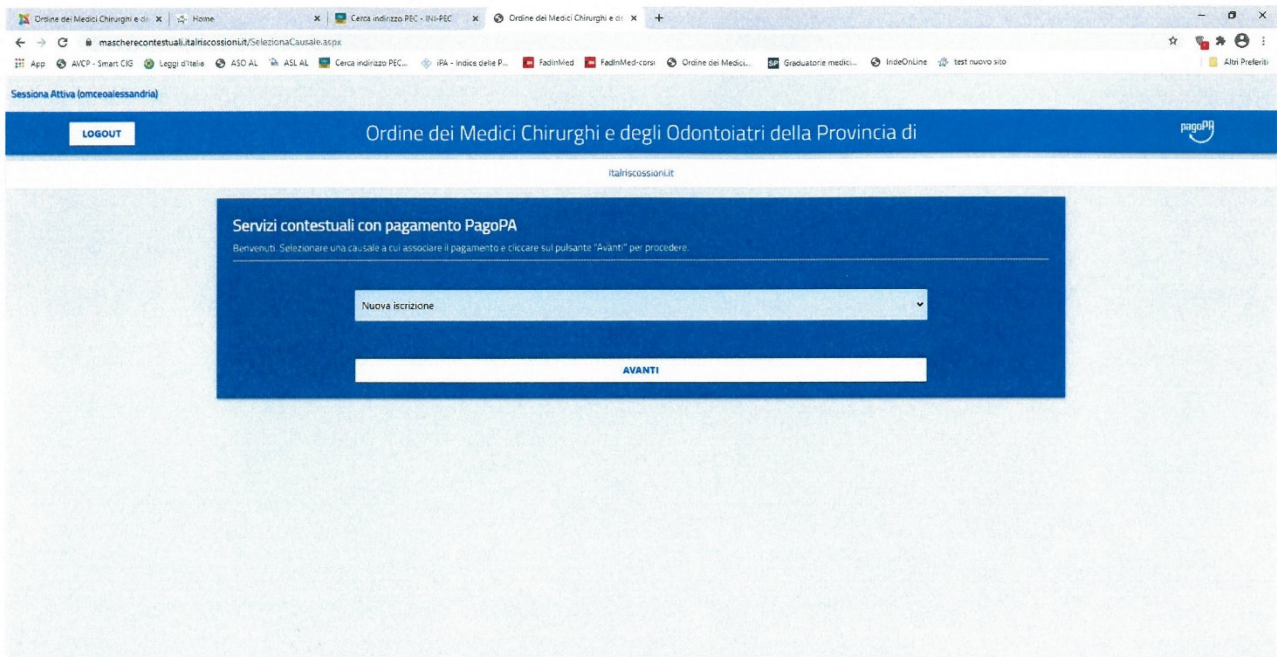 Ordine dei Medici Chirurghi e di
Home
Cerca indirizzo PEC - INI-PEC
Ordine dei Medici Chirurghi e di
mascherecontestuali.italriscossioni.it/SelezionaCausale.aspx
App AVCP - Smart CIG Leggi d'Italia ASO AL ASL AL Cerca indirizzo PEC... iPA - Indice delle P... FadInMed FadInMed-corsi Ordine dei Medici... SP Graduatorie medici... IndeOnLine test nuovo sito Altri Preferiti
Sessiona Attiva (omceoalessandria)
LOGOUT Ordine dei Medici Chirurghi e degli Odontoiatri della Provincia di pagoPA
italriscossioni.it
Servizi contestuali con pagamento PagoPA
Benvenuti. Selezionare una causale a cui associare il pagamento e cliccare sul pulsante "Avanti" per procedere.
Nuova iscrizione
AVANTI